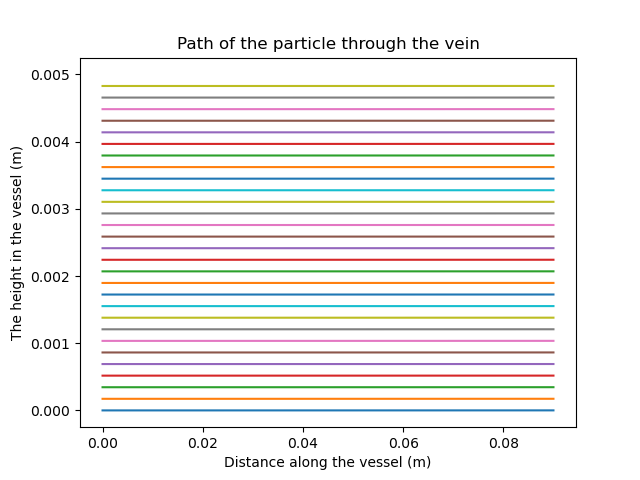 Path of the particle through the vein
The height in the vessel (m)
0.005
0.004
0.003
0.002
0.001
0.000
0.00 0.02 0.04 0.06 0.08
Distance along the vessel (m)